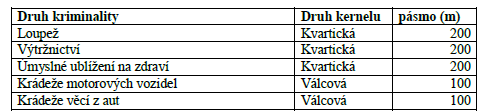 Druh kriminality Druh kernelu pásmo (m)
Loupež Kvartická 200
Výtržnictví Kvartická 200
Úmyslné ublížení na zdraví Kvartická 200
Krádeže motorových vozidel Válcová 100
Krádeže věcí z aut Válcová 100